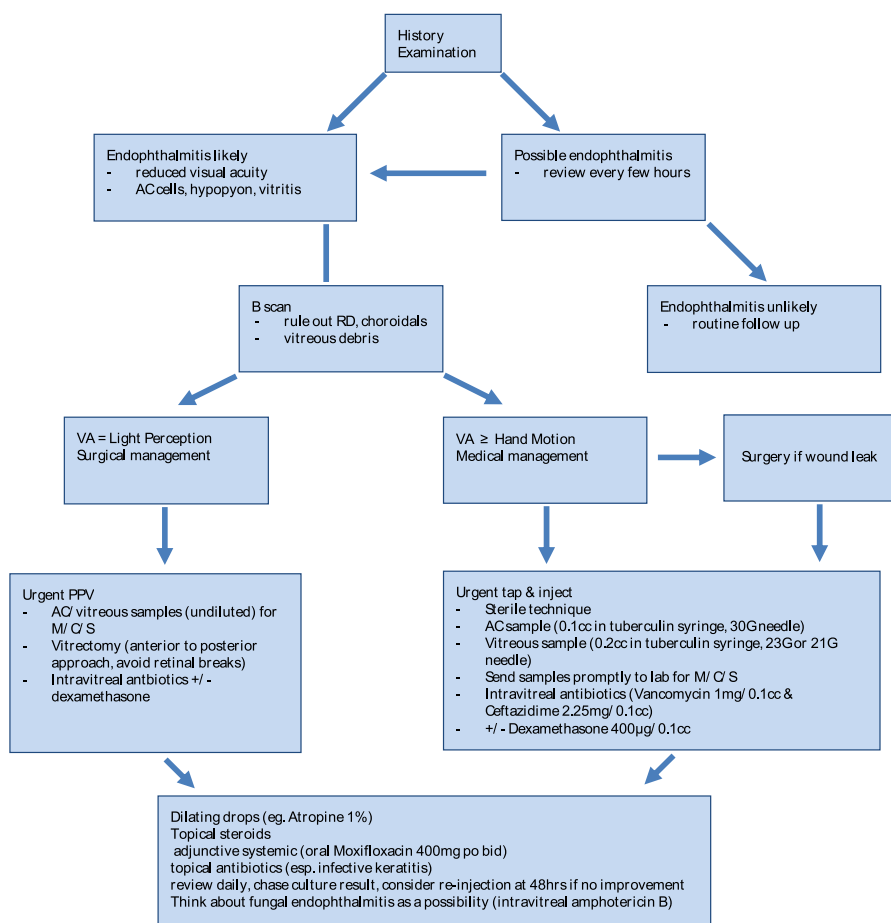 History
Examination
Endophthalmitis likely
- reduced visual acuity
- AC cells, hypopyon, vitritis
Possible endophthalmitis
- review every few hours
B scan
- rule out RD, choroidals
- vitreous debris
Endophthalmitis unlikely
- routine follow up
VA = Light Perception
Surgical management
VA ≥ Hand Motion
Medical management
Surgery if wound leak
Urgent PPV
- AC/ vitreous samples (undiluted) for
M/ C/ S
- Vitrectomy (anterior to posterior
approach, avoid retinal breaks)
- Intravitreal antbiotics +/ -
dexamethasone
Urgent tap & inject
- Sterile technique
- AC sample (0.1cc in tuberculin syringe, 30G needle)
- Vitreous sample (0.2cc in tuberculin syringe, 23G or 21G
needle)
- Send samples promptly to lab for M/ C/ S
- Intravitreal antibiotics (Vancomycin 1mg/ 0.1cc &
Ceftazidime 2.25mg/ 0.1cc)
- +/ - Dexamethasone 400µg/ 0.1cc
Dilating drops (eg. Atropine 1%)
Topical steroids
adjunctive systemic (oral Moxifloxacin 400mg po bid)
topical antibiotics (esp. infective keratitis)
review daily, chase culture result, consider re-injection at 48hrs if no improvement
Think about fungal endophthalmitis as a possibility (intravitreal amphotericin B)